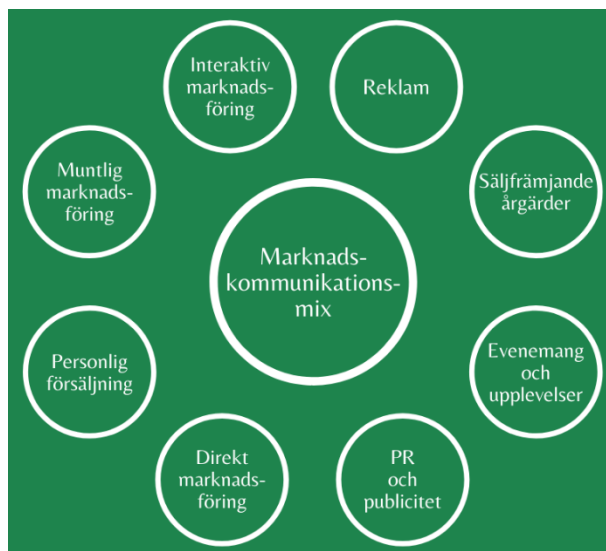 Interaktiv
marknads-
föring
Reklam
Muntlig
marknads-
föring
Säljfrämjande
årgärder
Marknads-
kommunikations-
mix
Personlig
försäljning
Evenemang
och
upplevelser
Direkt
marknads-
föring
PR
och
publicitet